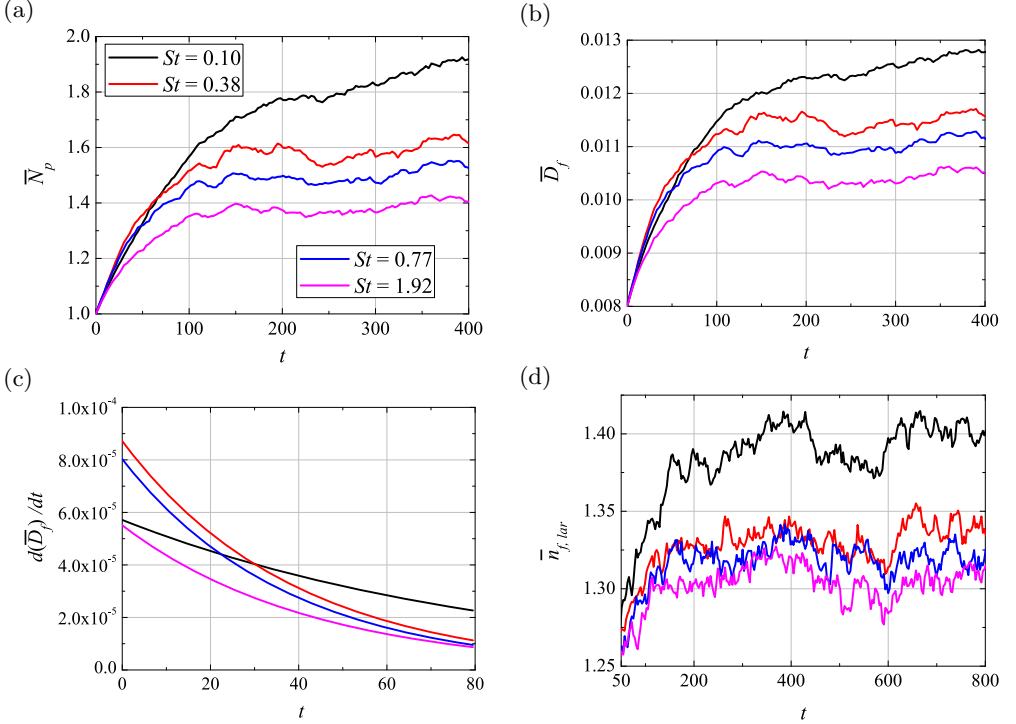 (a)
2.0
1.8
1.6
1.4
1.2
1.0
N̅p
St = 0.10
St = 0.38
St = 0.77
St = 1.92
0 100 200 300 400
t
(b)
0.013
0.012
0.011
0.010
0.009
0.008
D̅f
0 100 200 300 400
t
(c)
1.0x10⁻⁴
8.0x10⁻⁵
6.0x10⁻⁵
4.0x10⁻⁵
2.0x10⁻⁵
0.0
d(D̅f)/dt
0 20 40 60 80
t
(d)
1.40
1.35
1.30
1.25
n̅f, lar
50 200 400 600 800
t